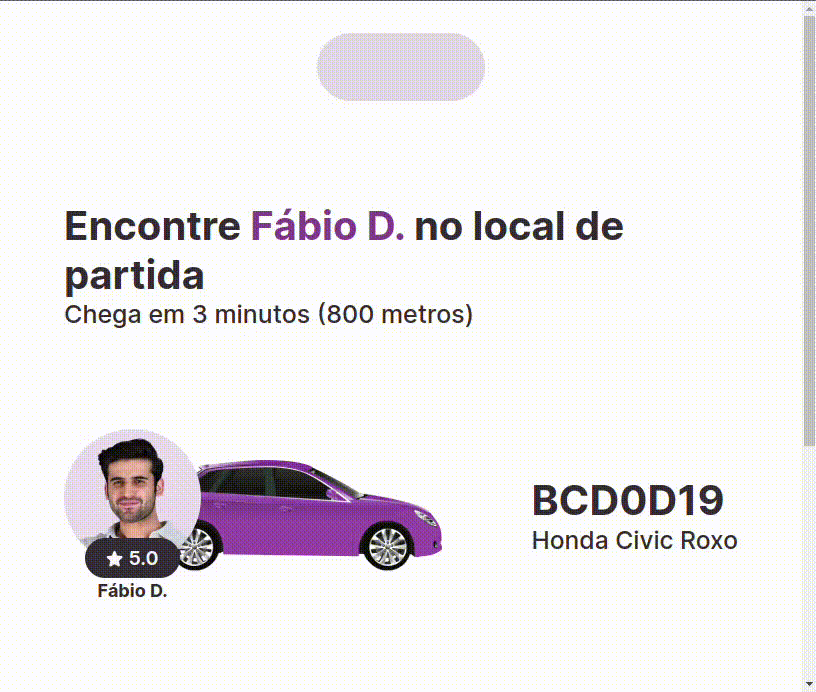 Encontre Fábio D. no local de
partida
Chega em 3 minutos (800 metros)
BCD0D19
Honda Civic Roxo
5.0
Fábio D.